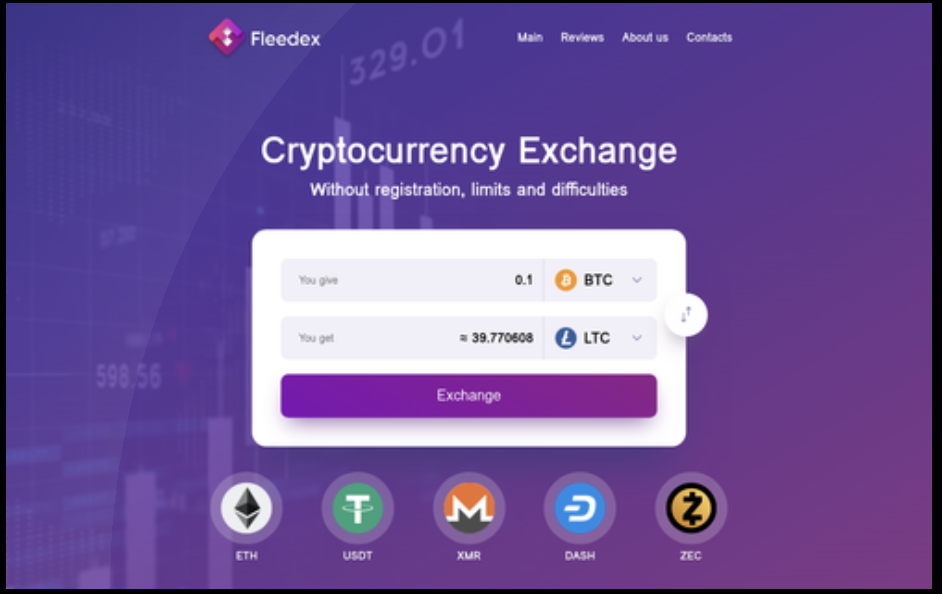 Fleedex
Main Reviews About us Contacts
329.01
Cryptocurrency Exchange
Without registration, limits and difficulties
You give 0.1 BTC
You get ≈ 39.770608 LTC
598.56
Exchange
ETH USDT XMR DASH ZEC